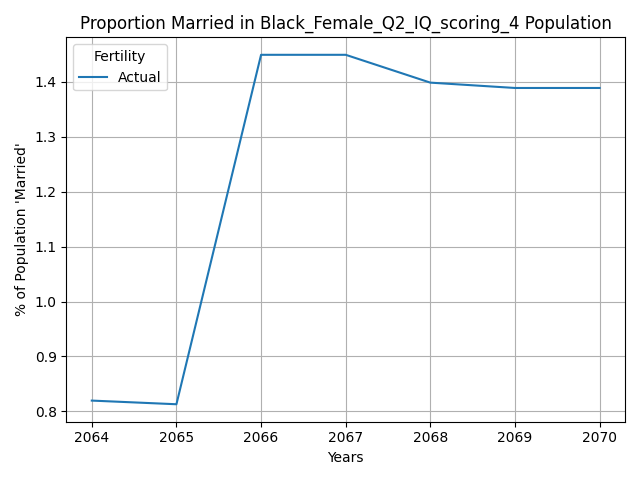 Proportion Married in Black_Female_Q2_IQ_scoring_4 Population
Fertility
Actual
% of Population 'Married'
1.4
1.3
1.2
1.1
1.0
0.9
0.8
2064 2065 2066 2067 2068 2069 2070
Years